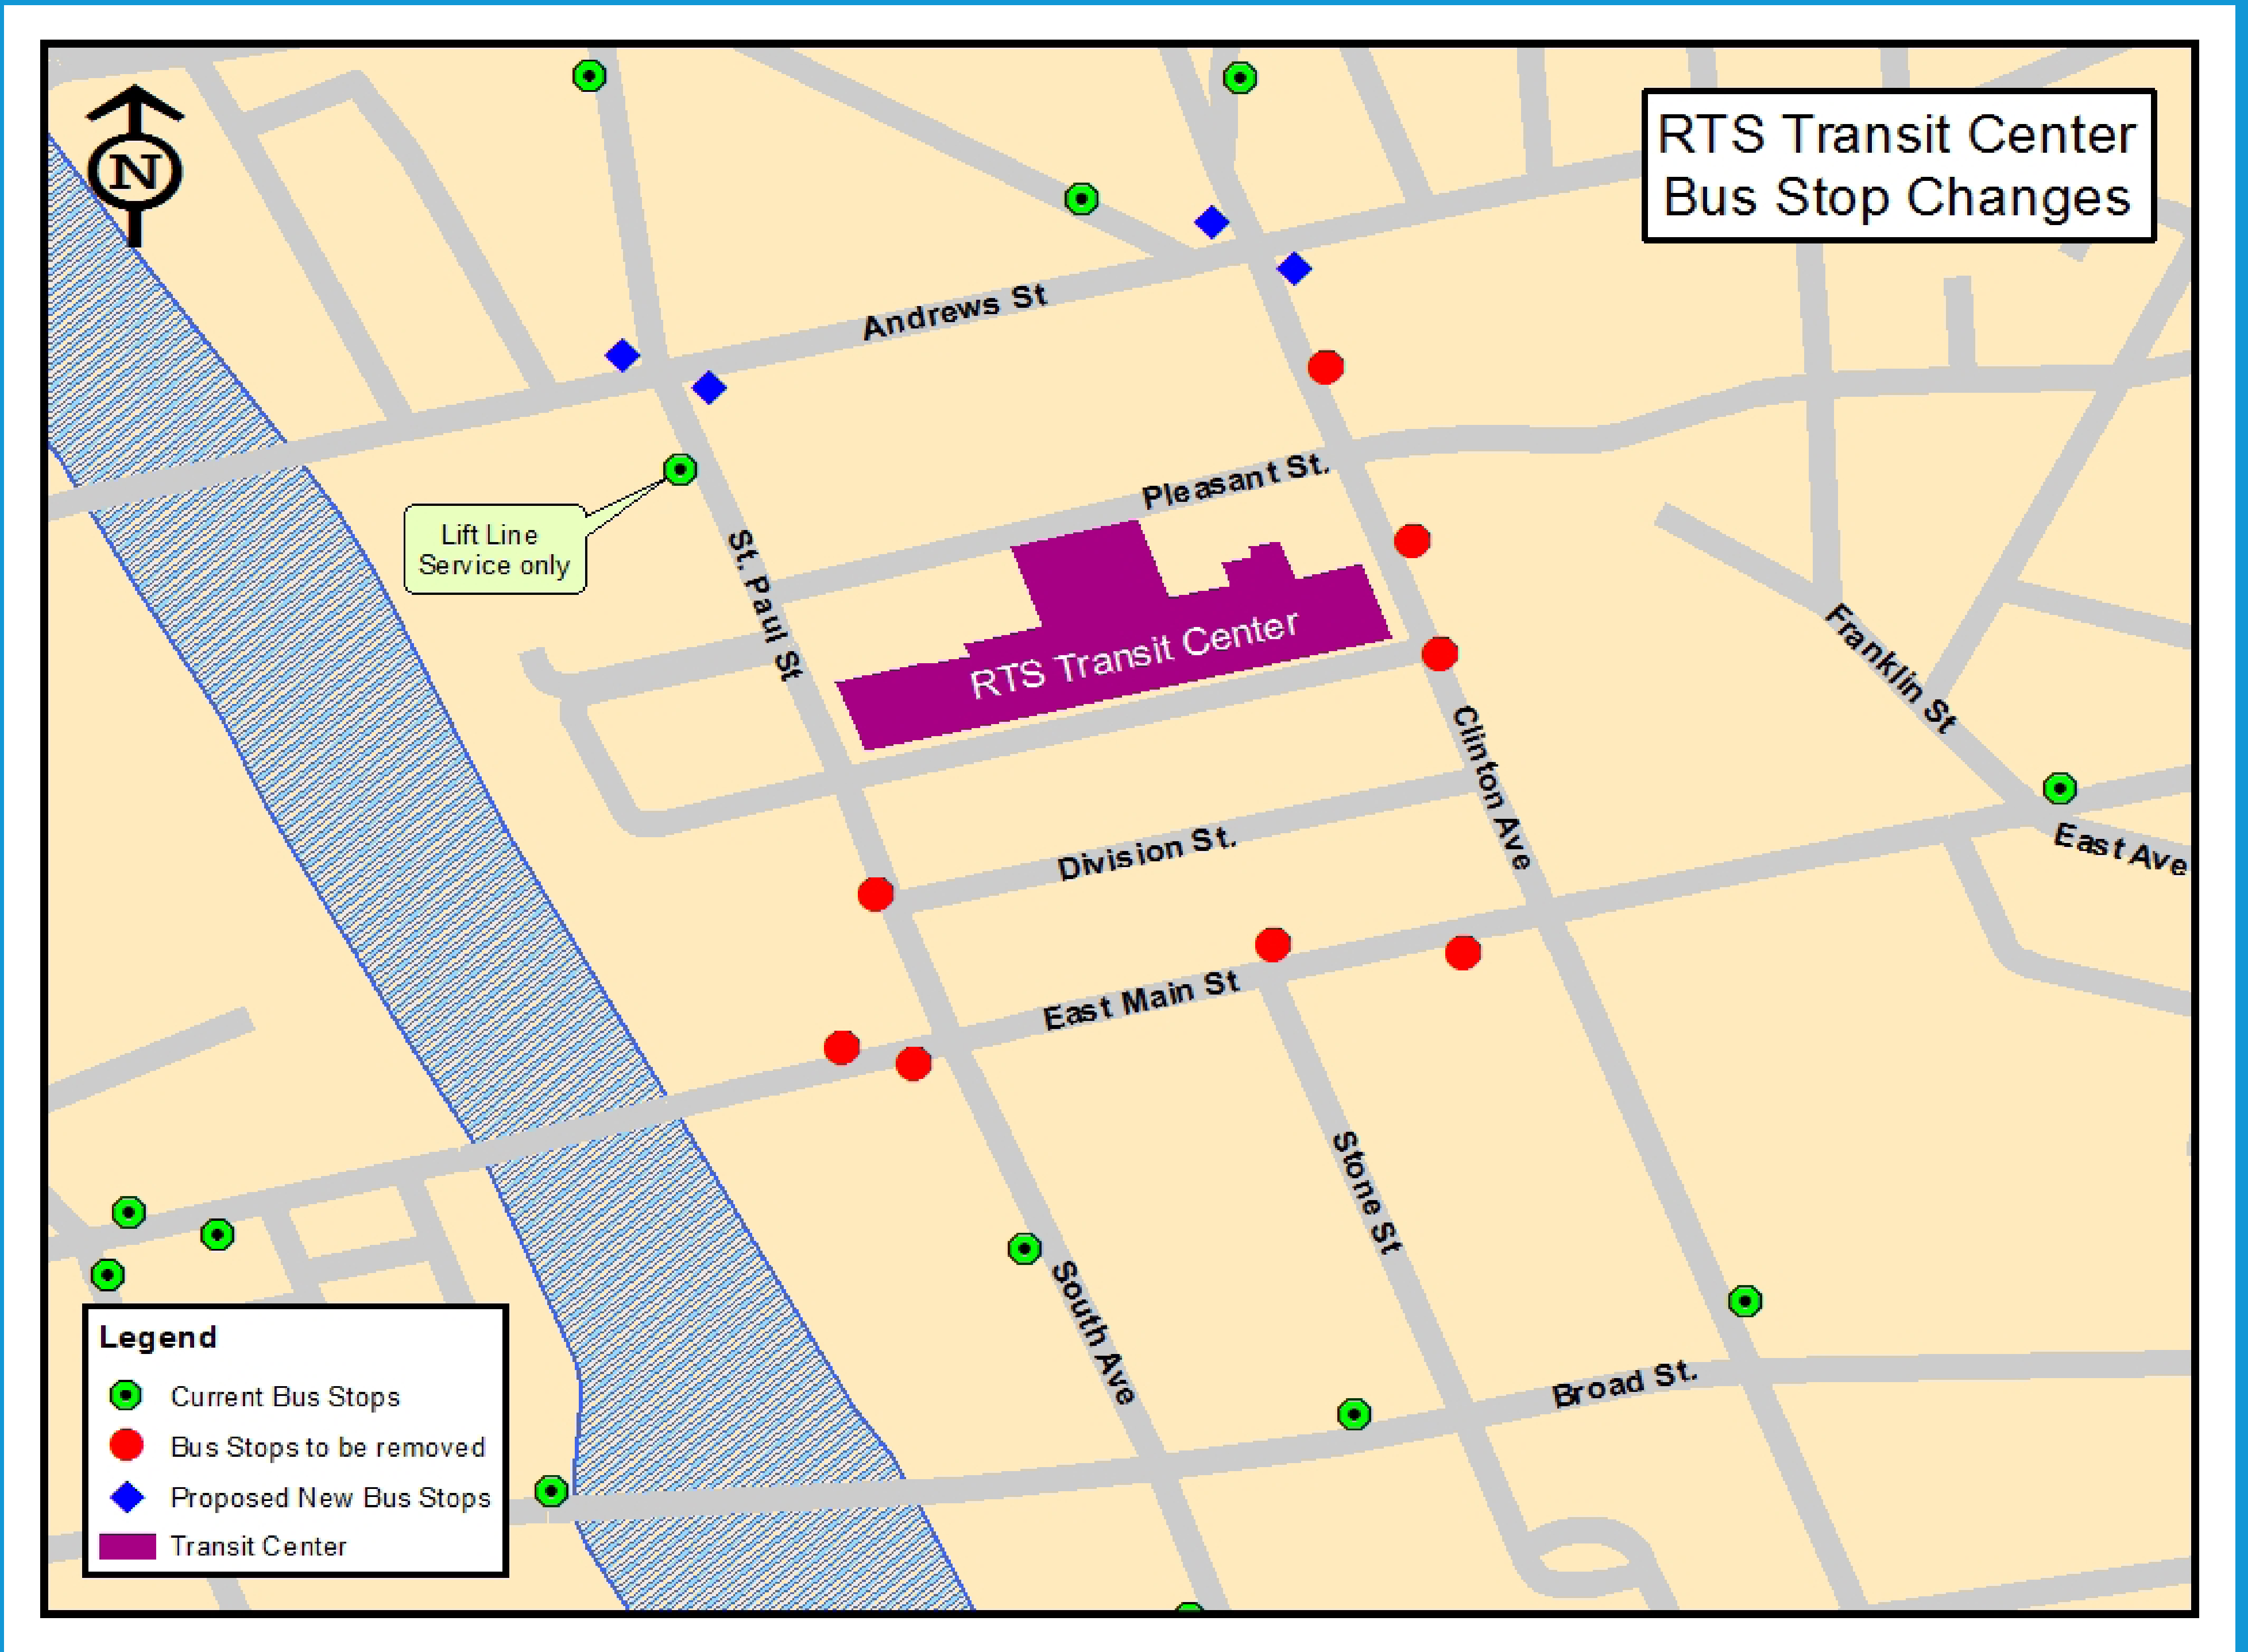 N
RTS Transit Center
Bus Stop Changes
Andrews St
Pleasant St.
Lift Line
Service only
St. Paul St
RTS Transit Center
Franklin St
Clinton Ave
Division St.
East Ave
East Main St
Stone St
South Ave
Broad St.
Legend
Current Bus Stops
Bus Stops to be removed
Proposed New Bus Stops
Transit Center